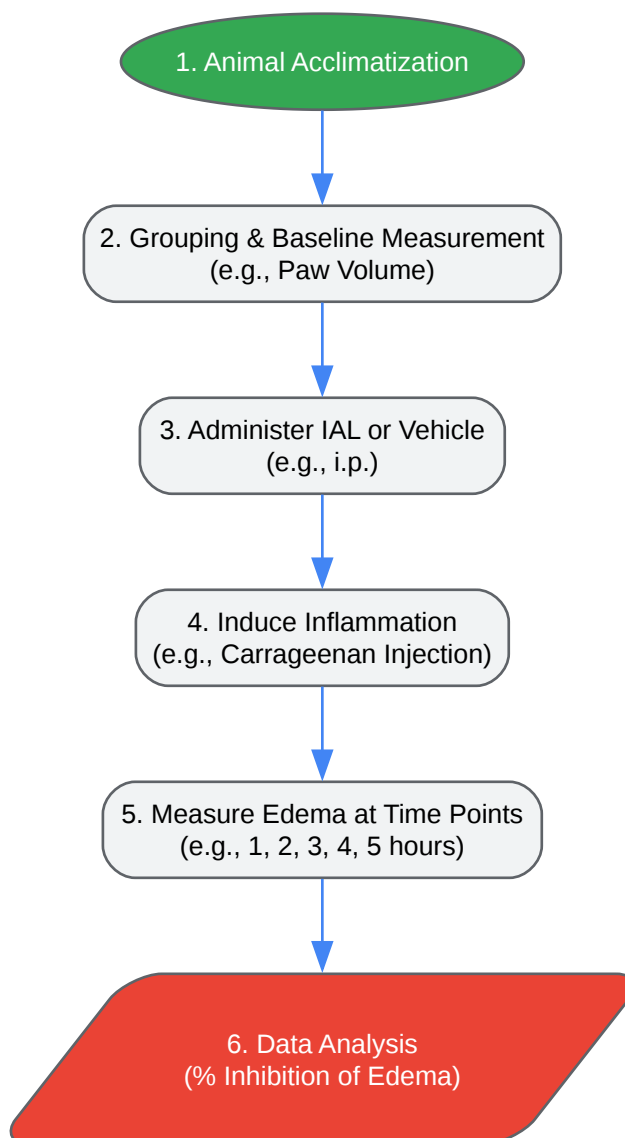 1. Animal Acclimatization
2. Grouping & Baseline Measurement
(e.g., Paw Volume)
3. Administer IAL or Vehicle
(e.g., i.p.)
4. Induce Inflammation
(e.g., Carrageenan Injection)
5. Measure Edema at Time Points
(e.g., 1, 2, 3, 4, 5 hours)
6. Data Analysis
(% Inhibition of Edema)